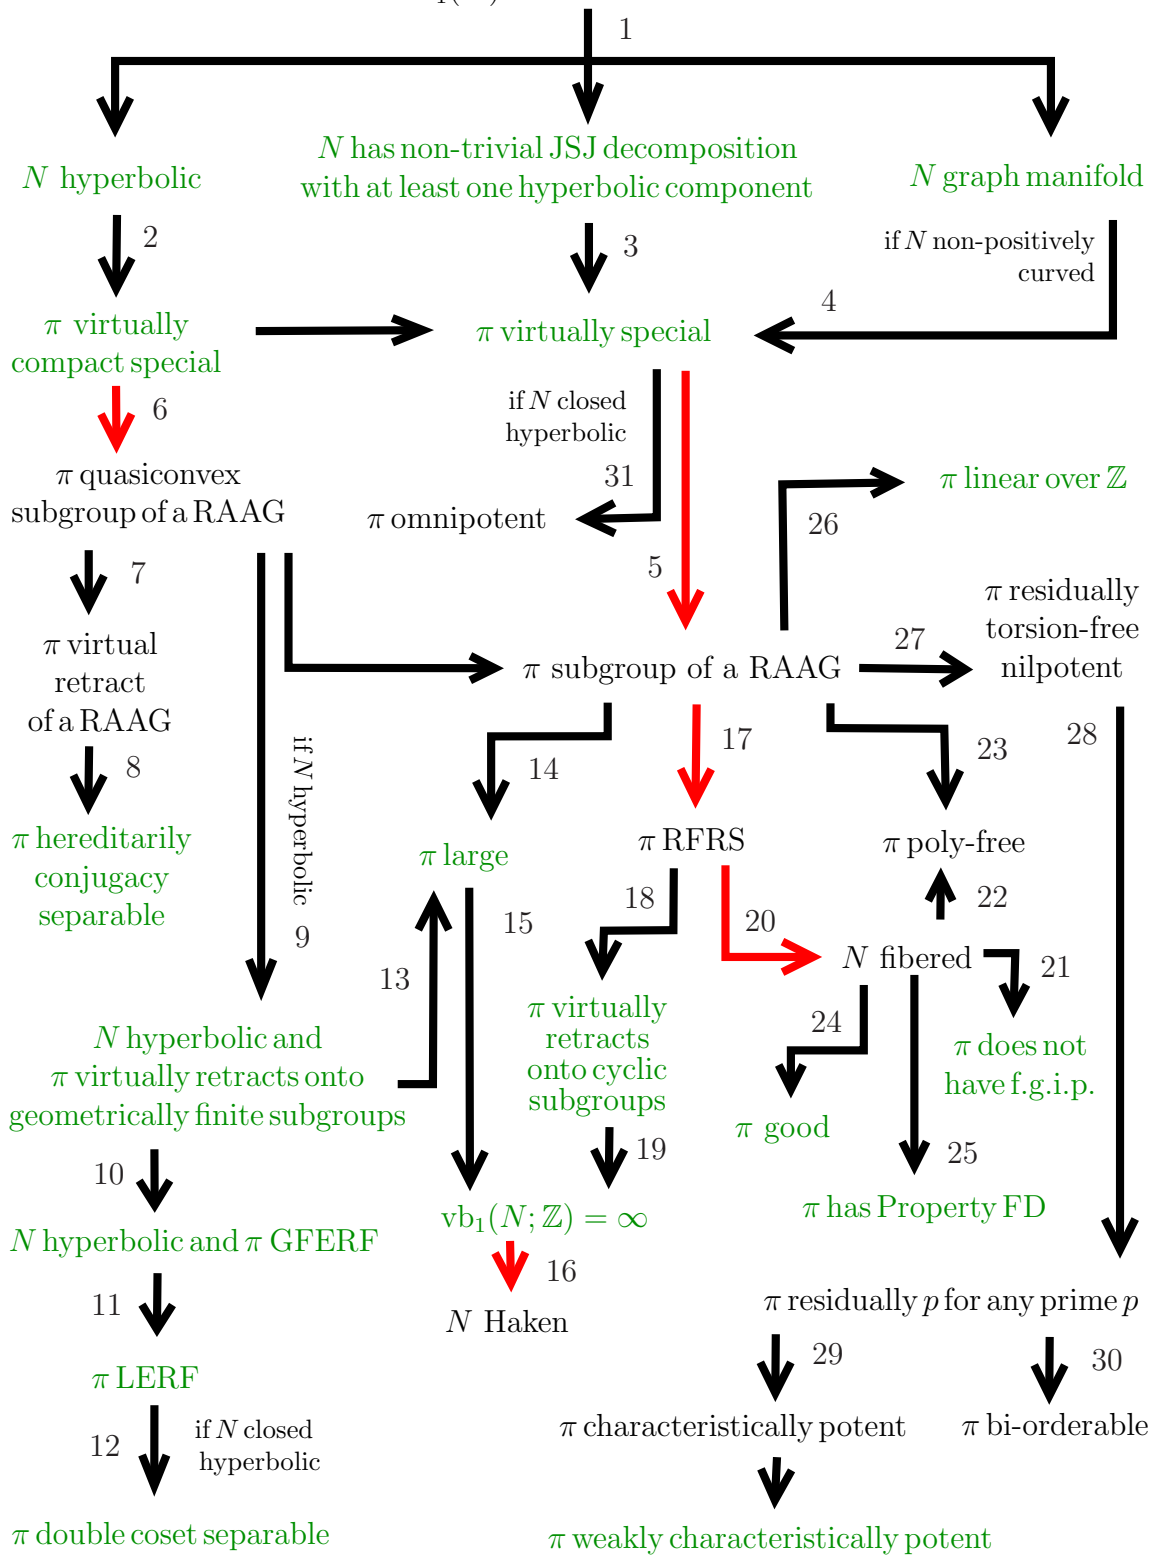 1
N hyperbolic
N has non-trivial JSJ decomposition
with at least one hyperbolic component
N graph manifold
2
3
if N non-positively
curved
4
π virtually
compact special
π virtually special
6
if N closed
hyperbolic
31
5
π quasiconvex
subgroup of a RAAG
π omnipotent
26
π linear over ℤ
7
π virtual
retract
of a RAAG
π subgroup of a RAAG
27
π residually
torsion-free
nilpotent
8
if N hyperbolic
9
14
17
23
28
π hereditarily
conjugacy
separable
π large
π RFRS
π poly-free
13
15
18
20
22
N fibered
21
N hyperbolic and
π virtually retracts onto
geometrically finite subgroups
π virtually
retracts
onto cyclic
subgroups
24
π does not
have f.g.i.p.
π good
10
19
25
N hyperbolic and π GFERF
vb₁(N; ℤ) = ∞
π has Property FD
11
16
N Haken
π residually p for any prime p
π LERF
29
30
12
if N closed
hyperbolic
π characteristically potent
π bi-orderable
π double coset separable
π weakly characteristically potent